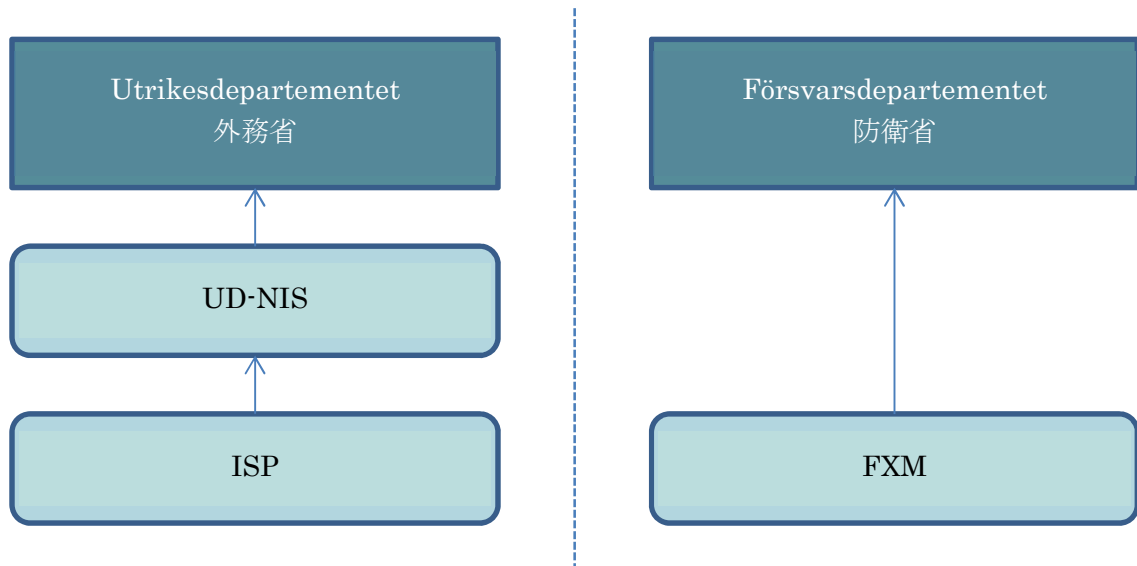 Utrikesdepartementet
外務省
Försvarsdepartementet
防衛省
UD-NIS
ISP
FXM